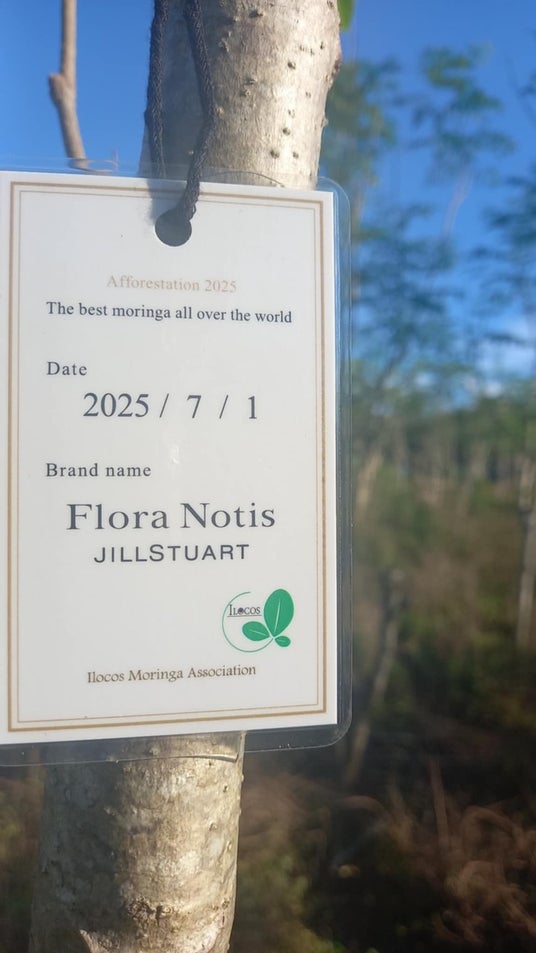 Afforestation 2025
The best moringa all over the world
Date
2025 / 7 / 1
Brand name
Flora Notis
JILLSTUART
ILOCOS
Ilocos Moringa Association